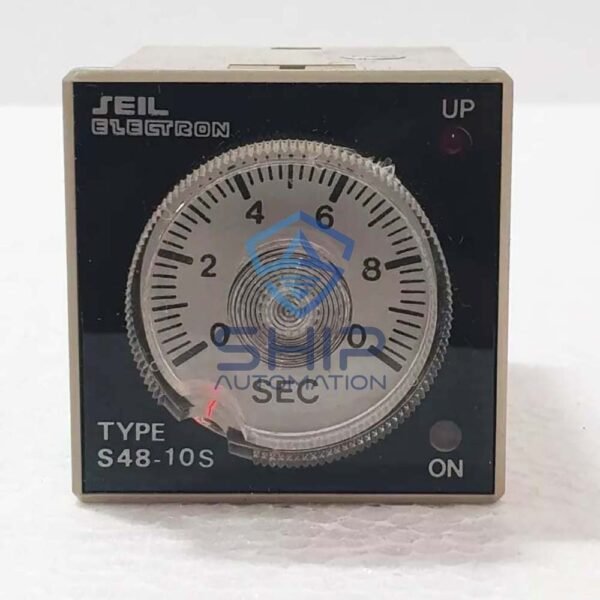 SEIL
ELECTRON
UP
4 6
2 8
0 0
SHIP
AUTOMATION
SEC
TYPE
S48-10S
ON